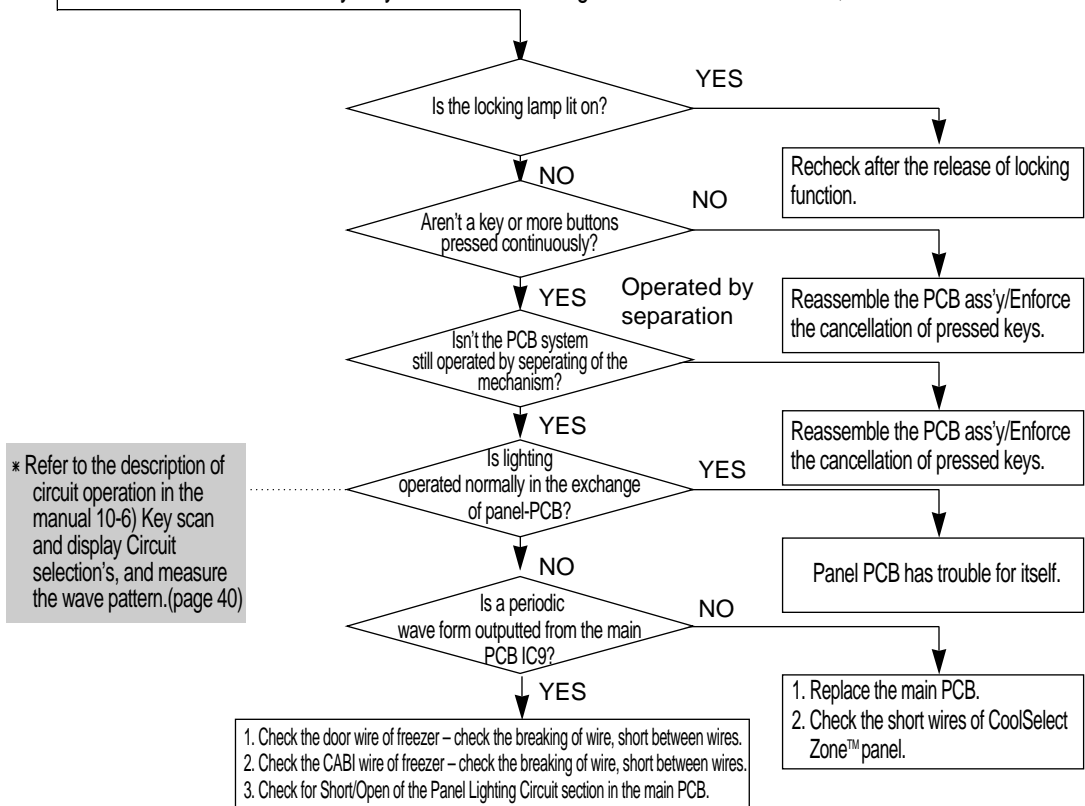 Is the locking lamp lit on?
YES
Recheck after the release of locking
function.
NO
Aren't a key or more buttons
pressed continuously?
NO
Reassemble the PCB ass'y/Enforce
the cancellation of pressed keys.
YES
Operated by
separation
Isn't the PCB system
still operated by seperating of the
mechanism?
Reassemble the PCB ass'y/Enforce
the cancellation of pressed keys.
YES
* Refer to the description of
circuit operation in the
manual 10-6) Key scan
and display Circuit
selection's, and measure
the wave pattern.(page 40)
Is lighting
operated normally in the exchange
of panel-PCB?
YES
Panel PCB has trouble for itself.
NO
Is a periodic
wave form outputted from the main
PCB IC9?
NO
1. Replace the main PCB.
2. Check the short wires of CoolSelect
Zone™ panel.
YES
1. Check the door wire of freezer – check the breaking of wire, short between wires.
2. Check the CABI wire of freezer – check the breaking of wire, short between wires.
3. Check for Short/Open of the Panel Lighting Circuit section in the main PCB.